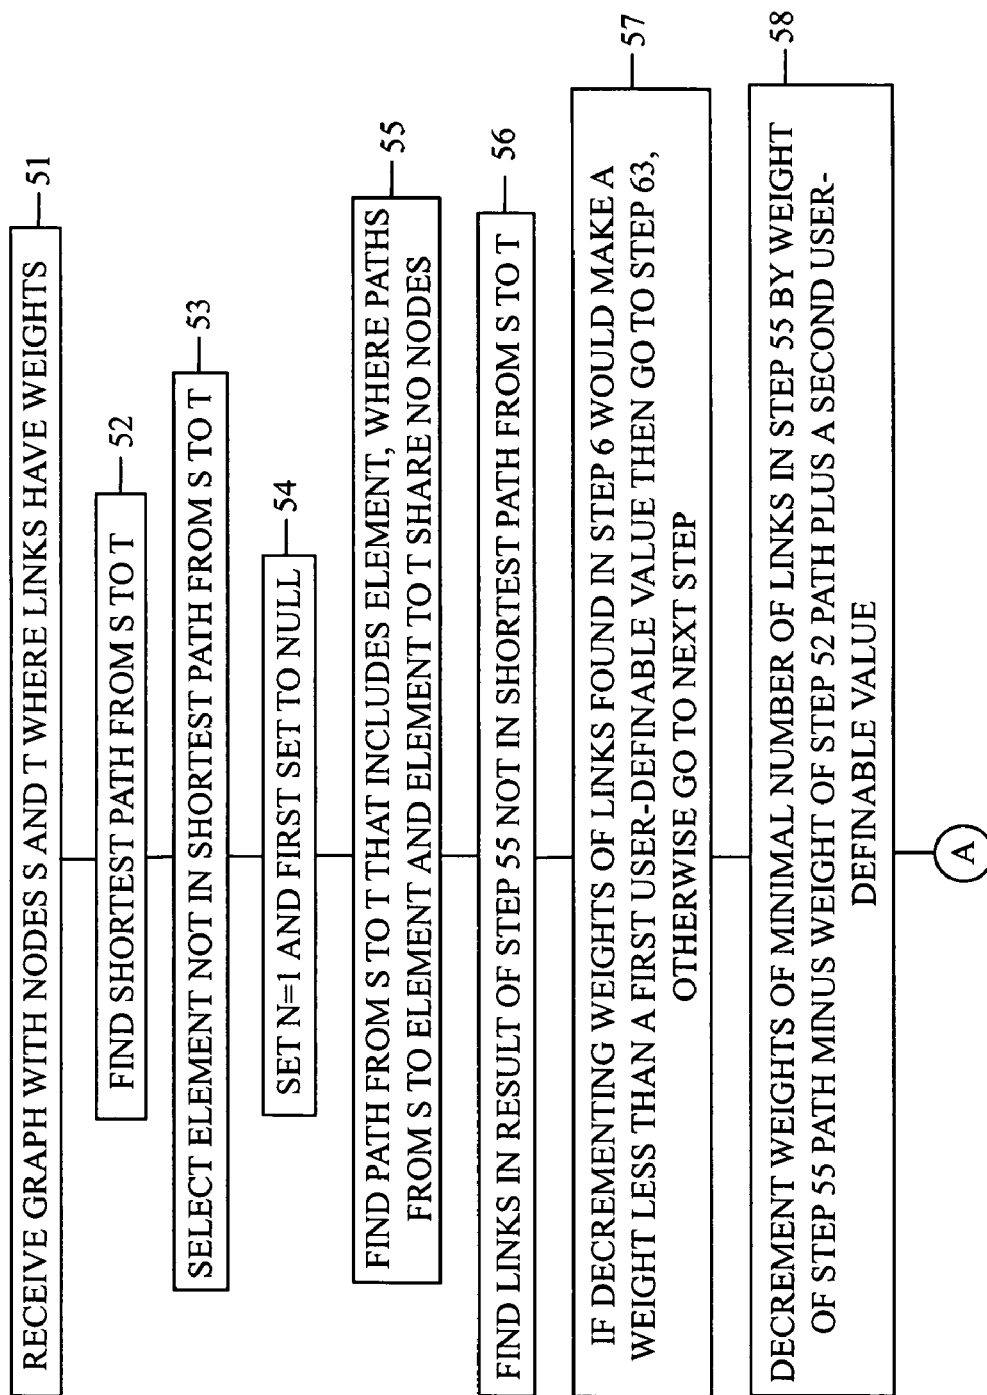 RECEIVE GRAPH WITH NODES S AND T WHERE LINKS HAVE WEIGHTS
51
FIND SHORTEST PATH FROM S TO T
52
SELECT ELEMENT NOT IN SHORTEST PATH FROM S TO T
53
SET N=1 AND FIRST SET TO NULL
54
FIND PATH FROM S TO T THAT INCLUDES ELEMENT, WHERE PATHS
FROM S TO ELEMENT AND ELEMENT TO T SHARE NO NODES
55
FIND LINKS IN RESULT OF STEP 55 NOT IN SHORTEST PATH FROM S TO T
56
IF DECREMENTING WEIGHTS OF LINKS FOUND IN STEP 6 WOULD MAKE A
WEIGHT LESS THAN A FIRST USER-DEFINABLE VALUE THEN GO TO STEP 63,
OTHERWISE GO TO NEXT STEP
57
DECREMENT WEIGHTS OF MINIMAL NUMBER OF LINKS IN STEP 55 BY WEIGHT
OF STEP 55 PATH MINUS WEIGHT OF STEP 52 PATH PLUS A SECOND USER-
DEFINABLE VALUE
58
A